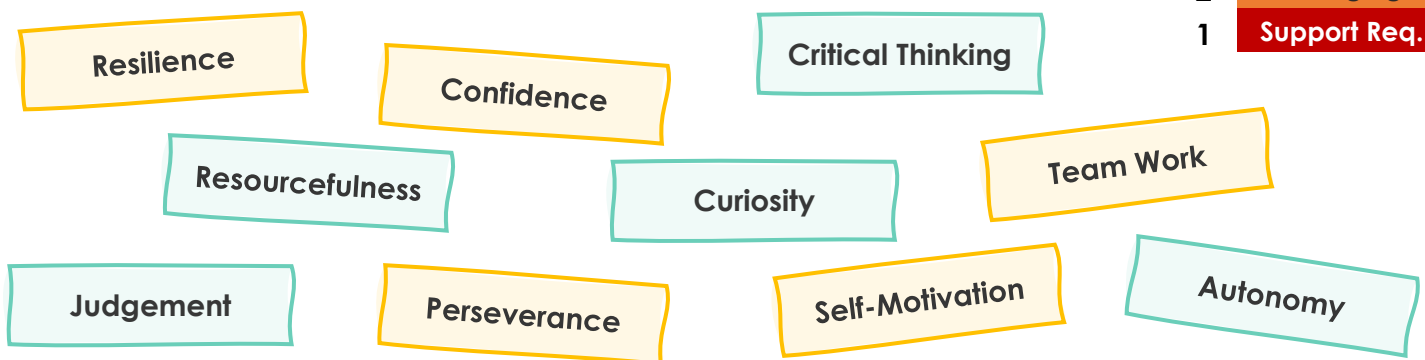 1 Support Req.
Resilience
Confidence
Critical Thinking
Resourcefulness
Curiosity
Team Work
Judgement
Perseverance
Self-Motivation
Autonomy